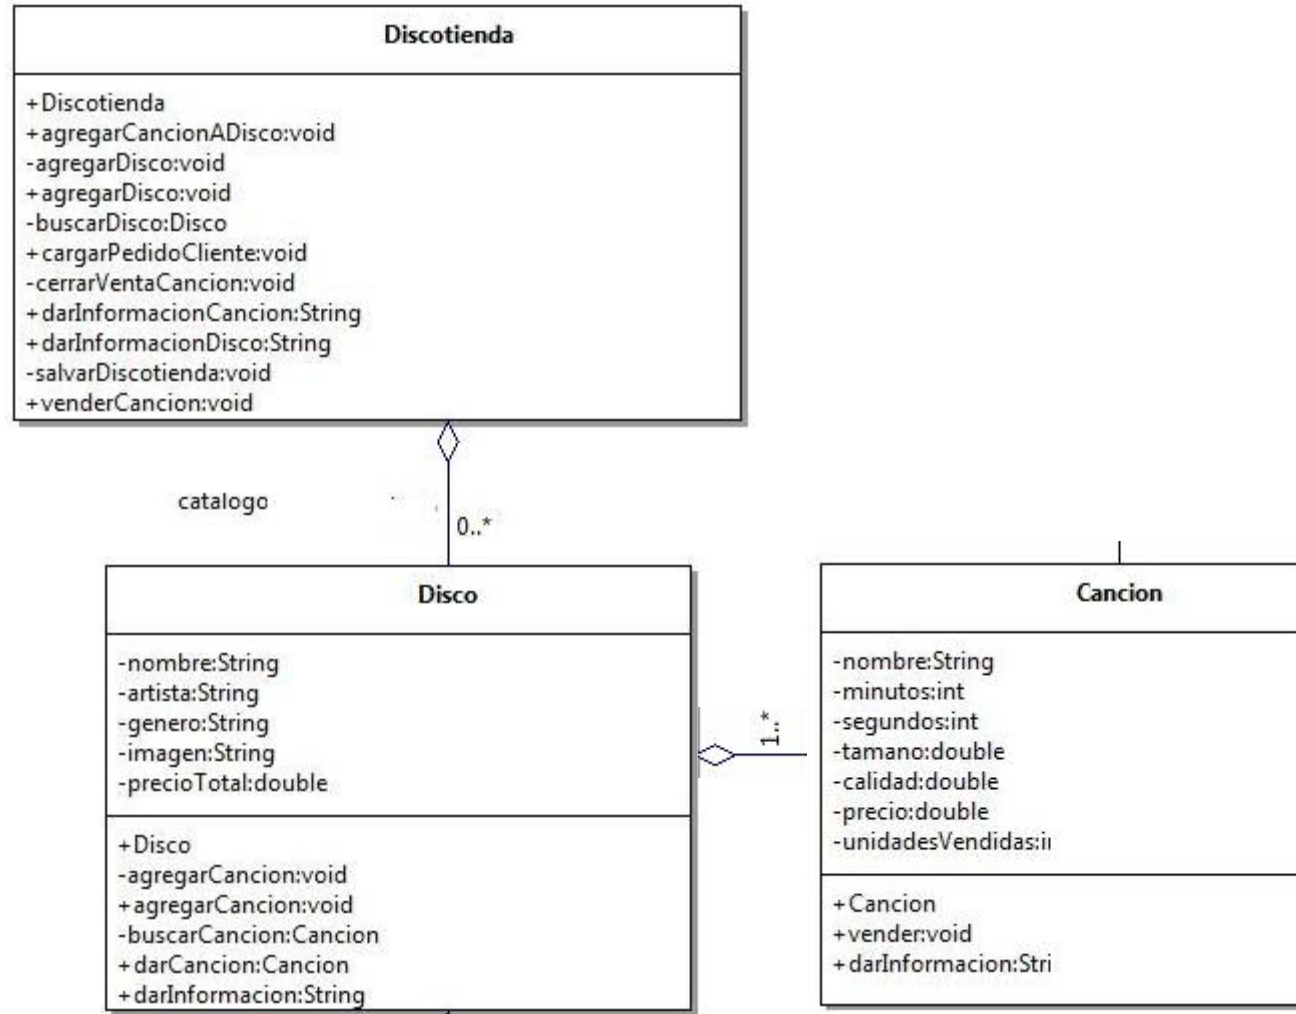 Discotienda
+Discotienda
+agregarCancionADisco:void
-agregarDisco:void
+agregarDisco:void
-buscarDisco:Disco
+cargarPedidoCliente:void
-cerrarVentaCancion:void
+darInformacionCancion:String
+darInformacionDisco:String
-salvarDiscotienda:void
+venderCancion:void
catalogo
0..*
Disco
-nombre:String
-artista:String
-genero:String
-imagen:String
-precioTotal:double
+Disco
-agregarCancion:void
+agregarCancion:void
-buscarCancion:Cancion
+darCancion:Cancion
+darInformacion:String
1..*
Cancion
-nombre:String
-minutos:int
-segundos:int
-tamano:double
-calidad:double
-precio:double
-unidadesVendidas:i
+Cancion
+vender:void
+darInformacion:Stri